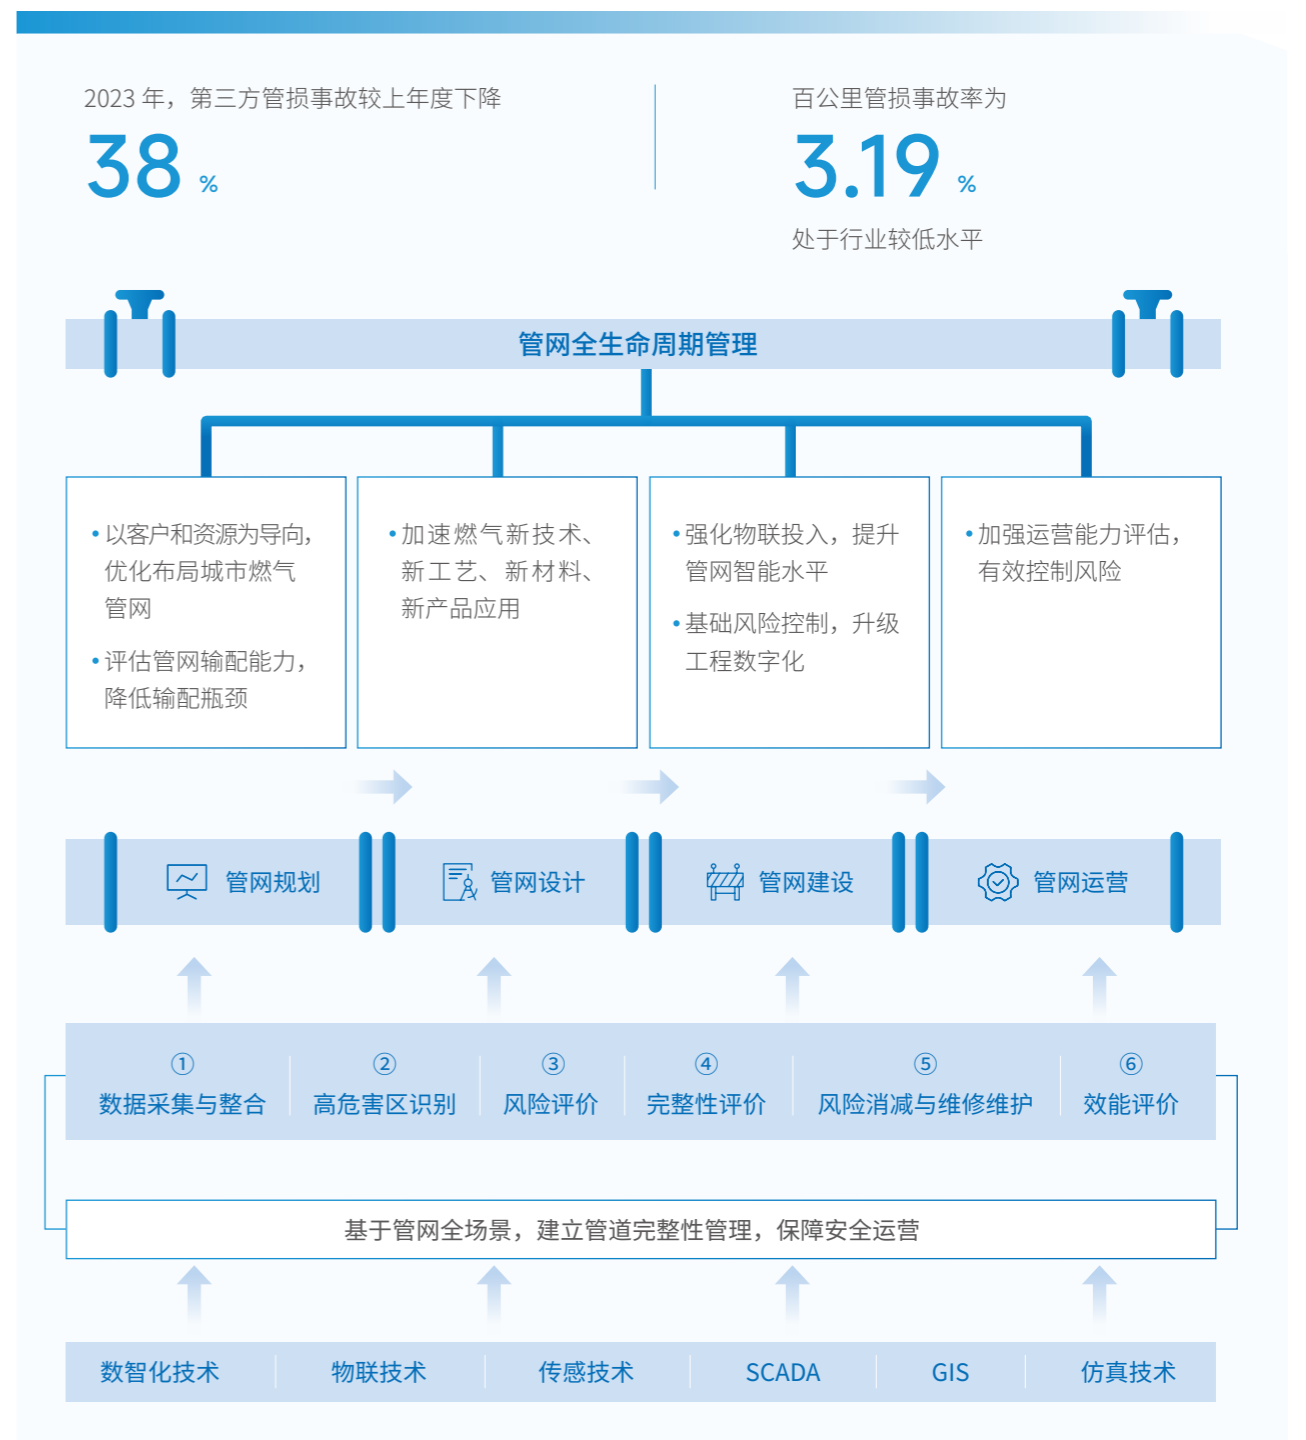 2023 年，第三方管损事故较上年度下降
38 %
百公里管损事故率为
3.19 %
处于行业较低水平
管网全生命周期管理
•以客户和资源为导向，
优化布局城市燃气
管网
•评估管网输配能力，
降低输配瓶颈
•加速燃气新技术、
新工艺、新材料、
新产品应用
•强化物联投入，提升
管网智能水平
•基础风险控制，升级
工程数字化
•加强运营能力评估，
有效控制风险
管网规划
管网设计
管网建设
管网运营
①
数据采集与整合
②
高危害区识别
③
风险评价
④
完整性评价
⑤
风险消减与维修维护
⑥
效能评价
基于管网全场景，建立管道完整性管理，保障安全运营
数智化技术
物联技术
传感技术
SCADA
GIS
仿真技术